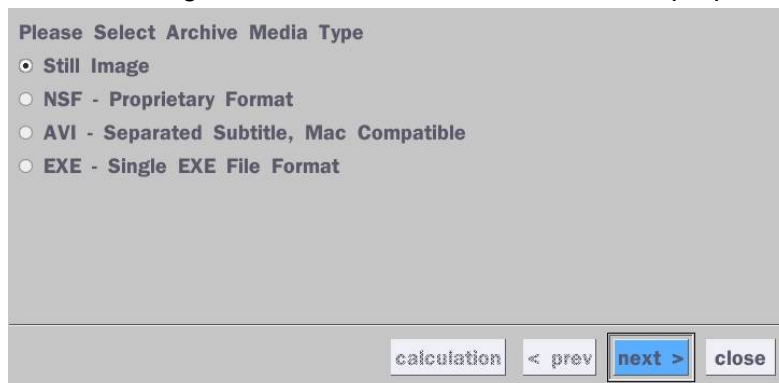 Please Select Archive Media Type
Still Image
NSF - Proprietary Format
AVI - Separated Subtitle, Mac Compatible
EXE - Single EXE File Format
calculation < prev next > close